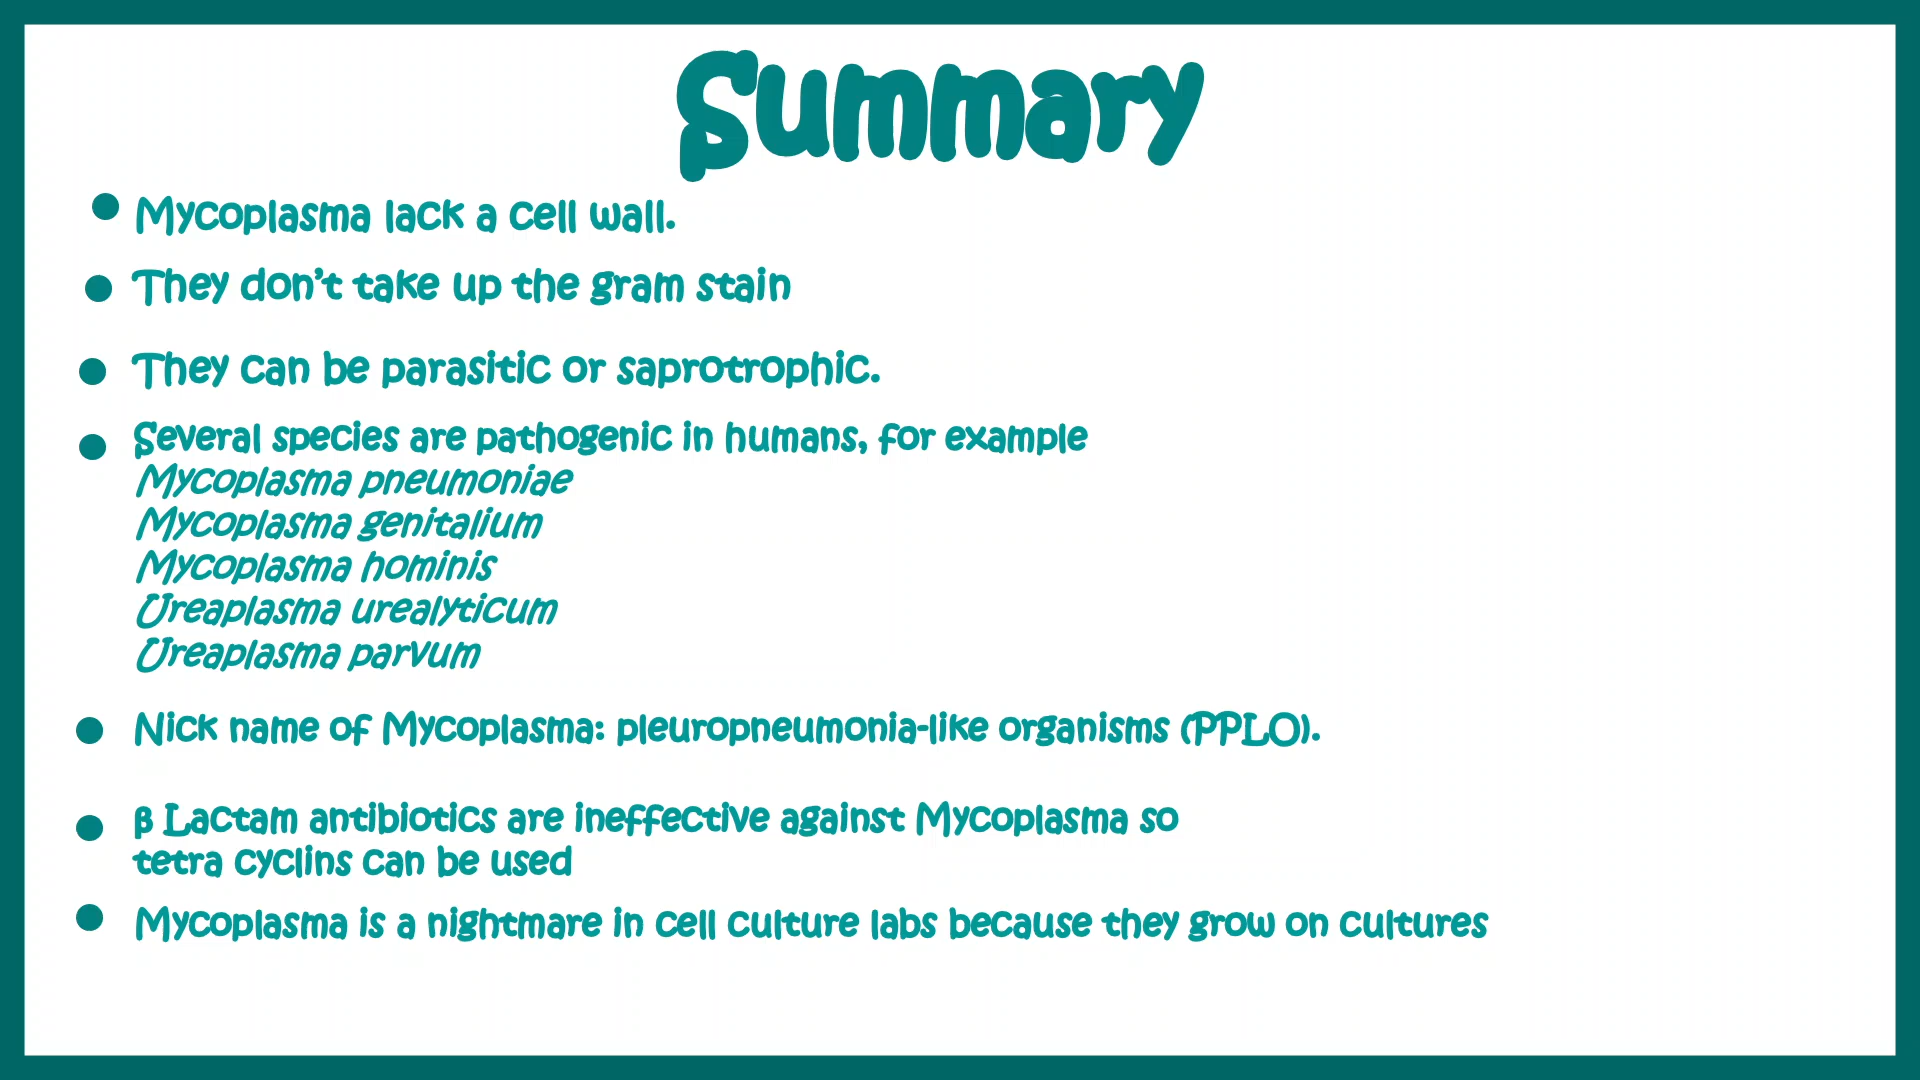 Summary
Mycoplasma lack a cell wall.
They don't take up the gram stain
They can be parasitic or saprotrophic.
Several species are pathogenic in humans, for example
Mycoplasma pneumoniae
Mycoplasma genitalium
Mycoplasma hominis
Ureaplasma urealyticum
Ureaplasma parvum
Nick name of Mycoplasma: pleuropneumonia-like organisms (PPLO).
β Lactam antibiotics are ineffective against Mycoplasma so
tetra cyclins can be used
Mycoplasma is a nightmare in cell culture labs because they grow on cultures